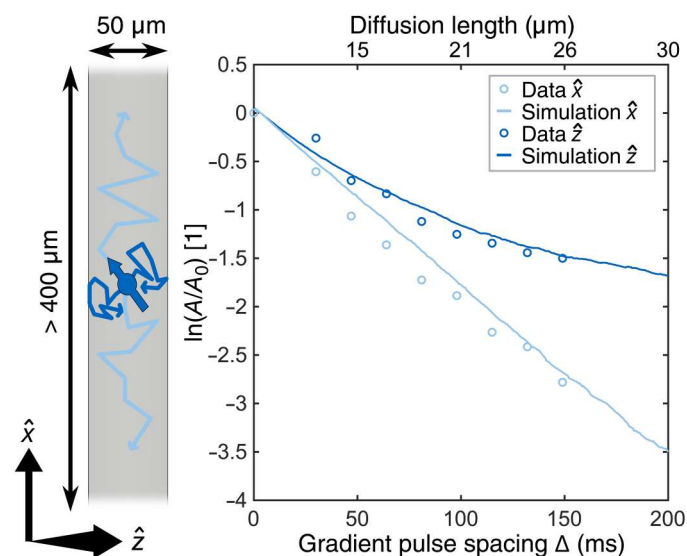 50 μm
> 400 μm
x̂
ẑ
Diffusion length (μm)
15 21 26 30
0.5
0
−0.5
−1
−1.5
−2
−2.5
−3
−3.5
−4
ln(A/A₀) [1]
Data x̂
Simulation x̂
Data ẑ
Simulation ẑ
0 50 100 150 200
Gradient pulse spacing Δ (ms)